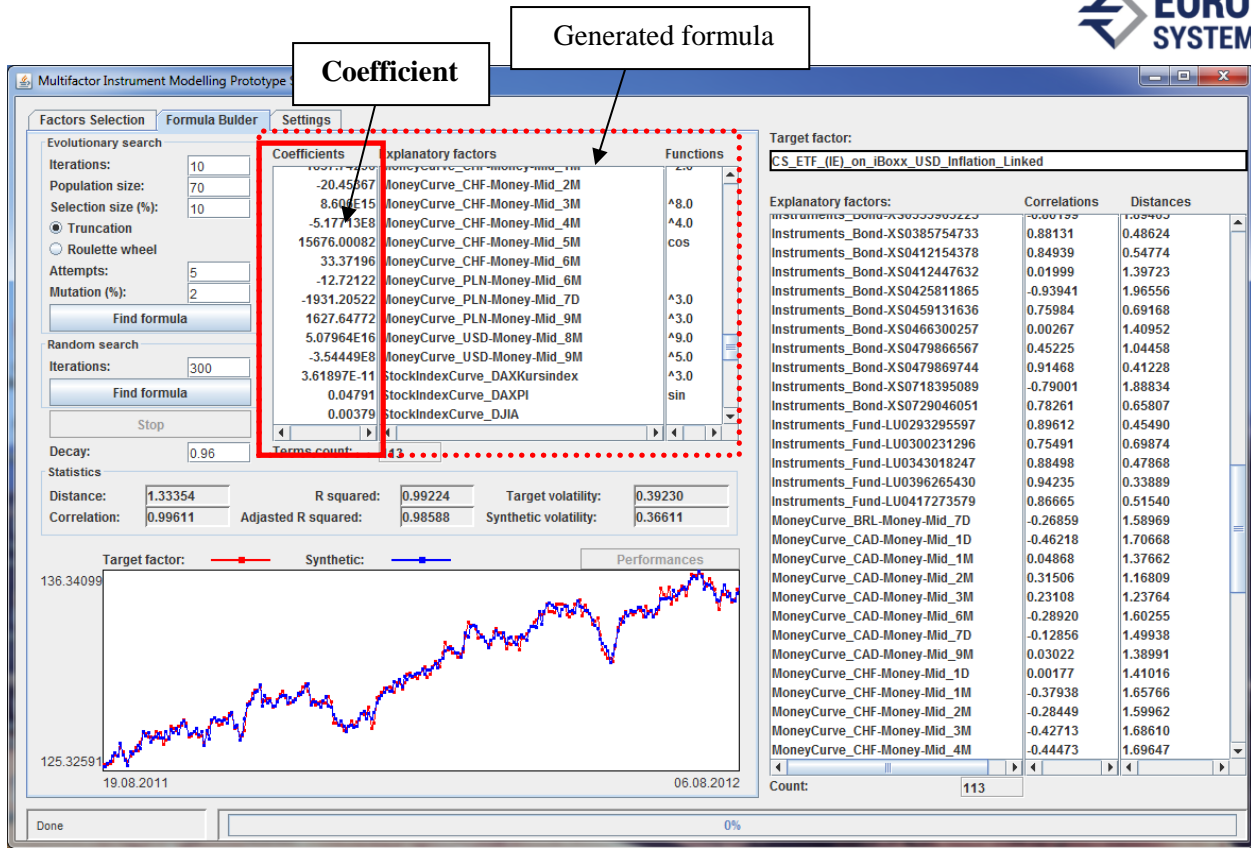 EURO
SYSTEM
Generated formula
Coefficient
Multifactor Instrument Modelling Prototype
Factors Selection Formula Bulder Settings
Evolutionary search
Iterations: 10
Population size: 70
Selection size (%): 10
Truncation
Roulette wheel
Attempts: 5
Mutation (%): 2
Find formula
Random search
Iterations: 300
Find formula
Stop
Decay: 0.96
Coefficients Explanatory factors Functions
MoneyCurve_CHF-Money-Mid_1M
-20.45367 MoneyCurve_CHF-Money-Mid_2M
8.606E15 MoneyCurve_CHF-Money-Mid_3M ^8.0
-5.17713E8 MoneyCurve_CHF-Money-Mid_4M ^4.0
15676.00082 MoneyCurve_CHF-Money-Mid_5M cos
33.37196 MoneyCurve_CHF-Money-Mid_6M
-12.72122 MoneyCurve_PLN-Money-Mid_6M
-1931.20522 MoneyCurve_PLN-Money-Mid_7D ^3.0
1627.64772 MoneyCurve_PLN-Money-Mid_9M ^3.0
5.07964E16 MoneyCurve_USD-Money-Mid_8M ^9.0
-3.54449E8 MoneyCurve_USD-Money-Mid_9M ^5.0
3.61897E-11 StockIndexCurve_DAXKursindex ^3.0
0.04791 StockIndexCurve_DAXPI sin
0.00379 StockIndexCurve_DJIA
Terms count: 113
Statistics
Distance: 1.33354 R squared: 0.99224 Target volatility: 0.39230
Correlation: 0.99611 Adjasted R squared: 0.98588 Synthetic volatility: 0.36611
Target factor: Synthetic: Performances
136.34099
125.32591
19.08.2011 06.08.2012
Target factor:
CS_ETF_(IE)_on_iBoxx_USD_Inflation_Linked
Explanatory factors: Correlations Distances
Instruments_Bond-XS0385754733 0.88131 0.48624
Instruments_Bond-XS0412154378 0.84939 0.54774
Instruments_Bond-XS0412447632 0.01999 1.39723
Instruments_Bond-XS0425811865 -0.93941 1.96556
Instruments_Bond-XS0459131636 0.75984 0.69168
Instruments_Bond-XS0466300257 0.00267 1.40952
Instruments_Bond-XS0479866567 0.45225 1.04458
Instruments_Bond-XS0479869744 0.91468 0.41228
Instruments_Bond-XS0718395089 -0.79001 1.88834
Instruments_Bond-XS0729046051 0.78261 0.65807
Instruments_Fund-LU0293295597 0.89612 0.45490
Instruments_Fund-LU0300231296 0.75491 0.69874
Instruments_Fund-LU0343018247 0.88498 0.47868
Instruments_Fund-LU0396265430 0.94235 0.33889
Instruments_Fund-LU0417273579 0.86665 0.51540
MoneyCurve_BRL-Money-Mid_7D -0.26859 1.58969
MoneyCurve_CAD-Money-Mid_1D -0.46218 1.70668
MoneyCurve_CAD-Money-Mid_1M 0.04868 1.37662
MoneyCurve_CAD-Money-Mid_2M 0.31506 1.16809
MoneyCurve_CAD-Money-Mid_3M 0.23108 1.23764
MoneyCurve_CAD-Money-Mid_6M -0.28920 1.60255
MoneyCurve_CAD-Money-Mid_7D -0.12856 1.49938
MoneyCurve_CAD-Money-Mid_9M 0.03022 1.38991
MoneyCurve_CHF-Money-Mid_1D 0.00177 1.41016
MoneyCurve_CHF-Money-Mid_1M -0.37938 1.65766
MoneyCurve_CHF-Money-Mid_2M -0.28449 1.59962
MoneyCurve_CHF-Money-Mid_3M -0.42713 1.68610
MoneyCurve_CHF-Money-Mid_4M -0.44473 1.69647
Count: 113
Done 0%